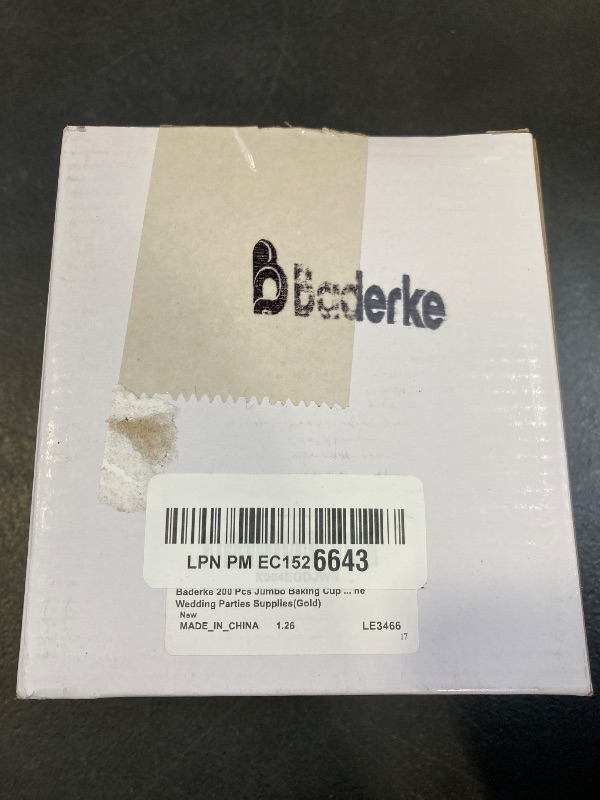 Baderke
LPN PM EC152 6643
Baderke 200 Pcs Jumbo Baking Cup ... ne
Wedding Parties Supplies(Gold)
New
MADE_IN_CHINA 1.26 LE3466
17